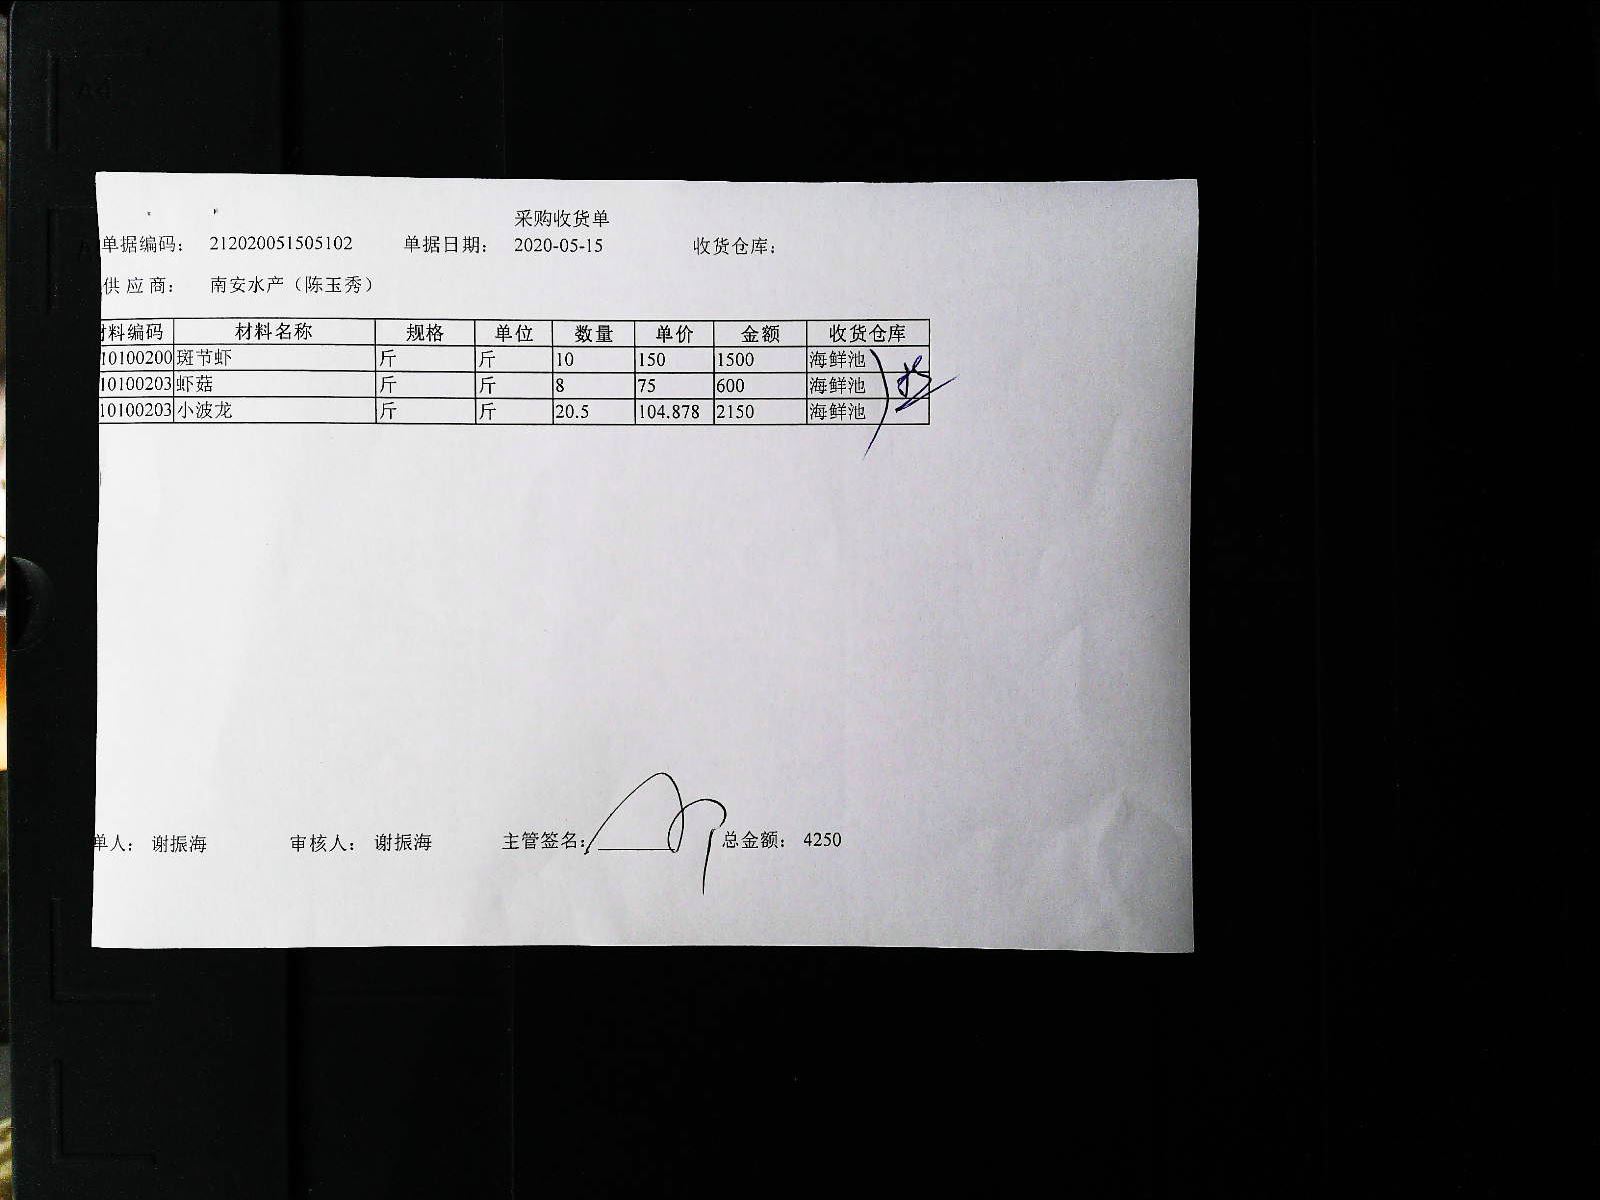 采购收货单
单据编码： 212020051505102 单据日期： 2020-05-15 收货仓库：
供应商： 南安水产（陈玉秀）
材料编码 材料名称 规格 单位 数量 单价 金额 收货仓库
10100200 斑节虾 斤 斤 10 150 1500 海鲜池
10100203 虾菇 斤 斤 8 75 600 海鲜池
10100203 小波龙 斤 斤 20.5 104.878 2150 海鲜池
单人： 谢振海 审核人： 谢振海 主管签名： 总金额： 4250